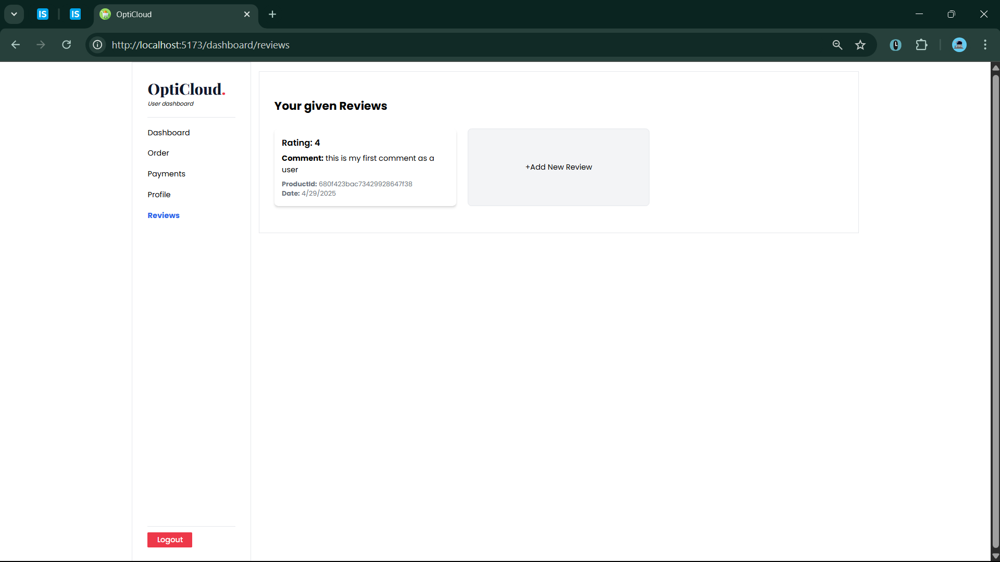 IS
IS
OptiCloud
http://localhost:5173/dashboard/reviews
OptiCloud.
User dashboard
Dashboard
Order
Payments
Profile
Reviews
Logout
Your given Reviews
Rating: 4
Comment: this is my first comment as a
user
ProductId: 680f423bac73429928647f38
Date: 4/29/2025
+Add New Review